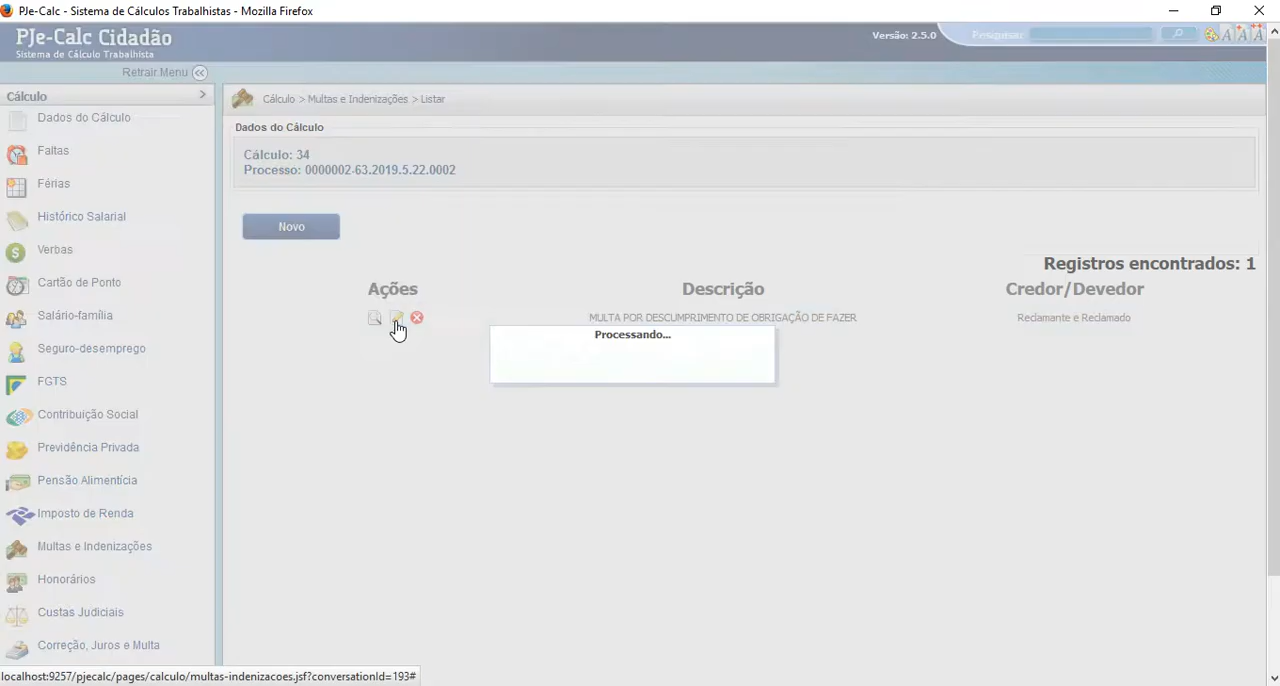 PJe-Calc - Sistema de Cálculos Trabalhistas - Mozilla Firefox
PJe-Calc Cidadão
Sistema de Cálculo Trabalhista
Versão: 2.5.0
Pesquisar
A A A
Retrair Menu
Cálculo
Dados do Cálculo
Faltas
Férias
Histórico Salarial
Verbas
Cartão de Ponto
Salário-família
Seguro-desemprego
FGTS
Contribuição Social
Previdência Privada
Pensão Alimentícia
Imposto de Renda
Multas e Indenizações
Honorários
Custas Judiciais
Correção, Juros e Multa
Cálculo > Multas e Indenizações > Listar
Dados do Cálculo
Cálculo: 34
Processo: 0000002-63.2019.5.22.0002
Novo
Registros encontrados: 1
Ações Descrição Credor/Devedor
MULTA POR DESCUMPRIMENTO DE OBRIGAÇÃO DE FAZER Reclamante e Reclamado
Processando...
localhost:9257/pjecalc/pages/calculo/multas-indenizacoes.jsf?conversationId=193#